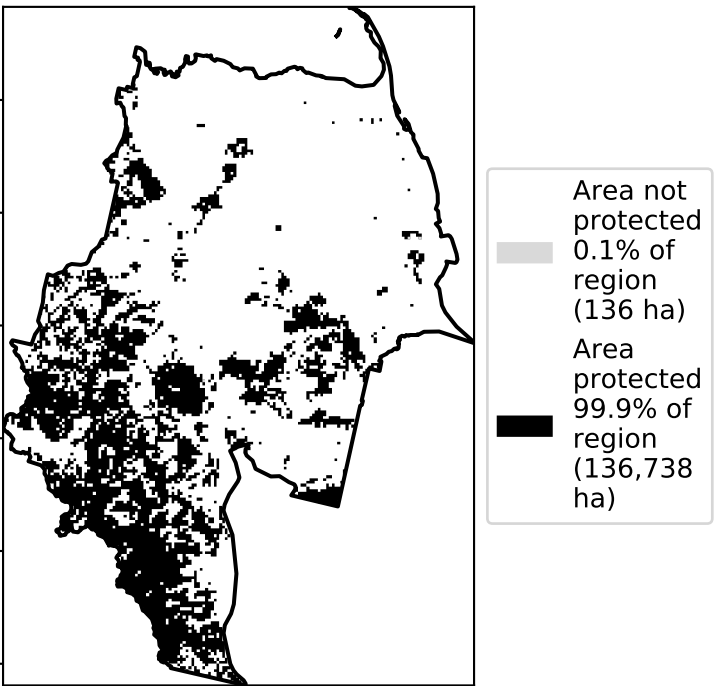 Area not
protected
0.1% of
region
(136 ha)
Area
protected
99.9% of
region
(136,738
ha)